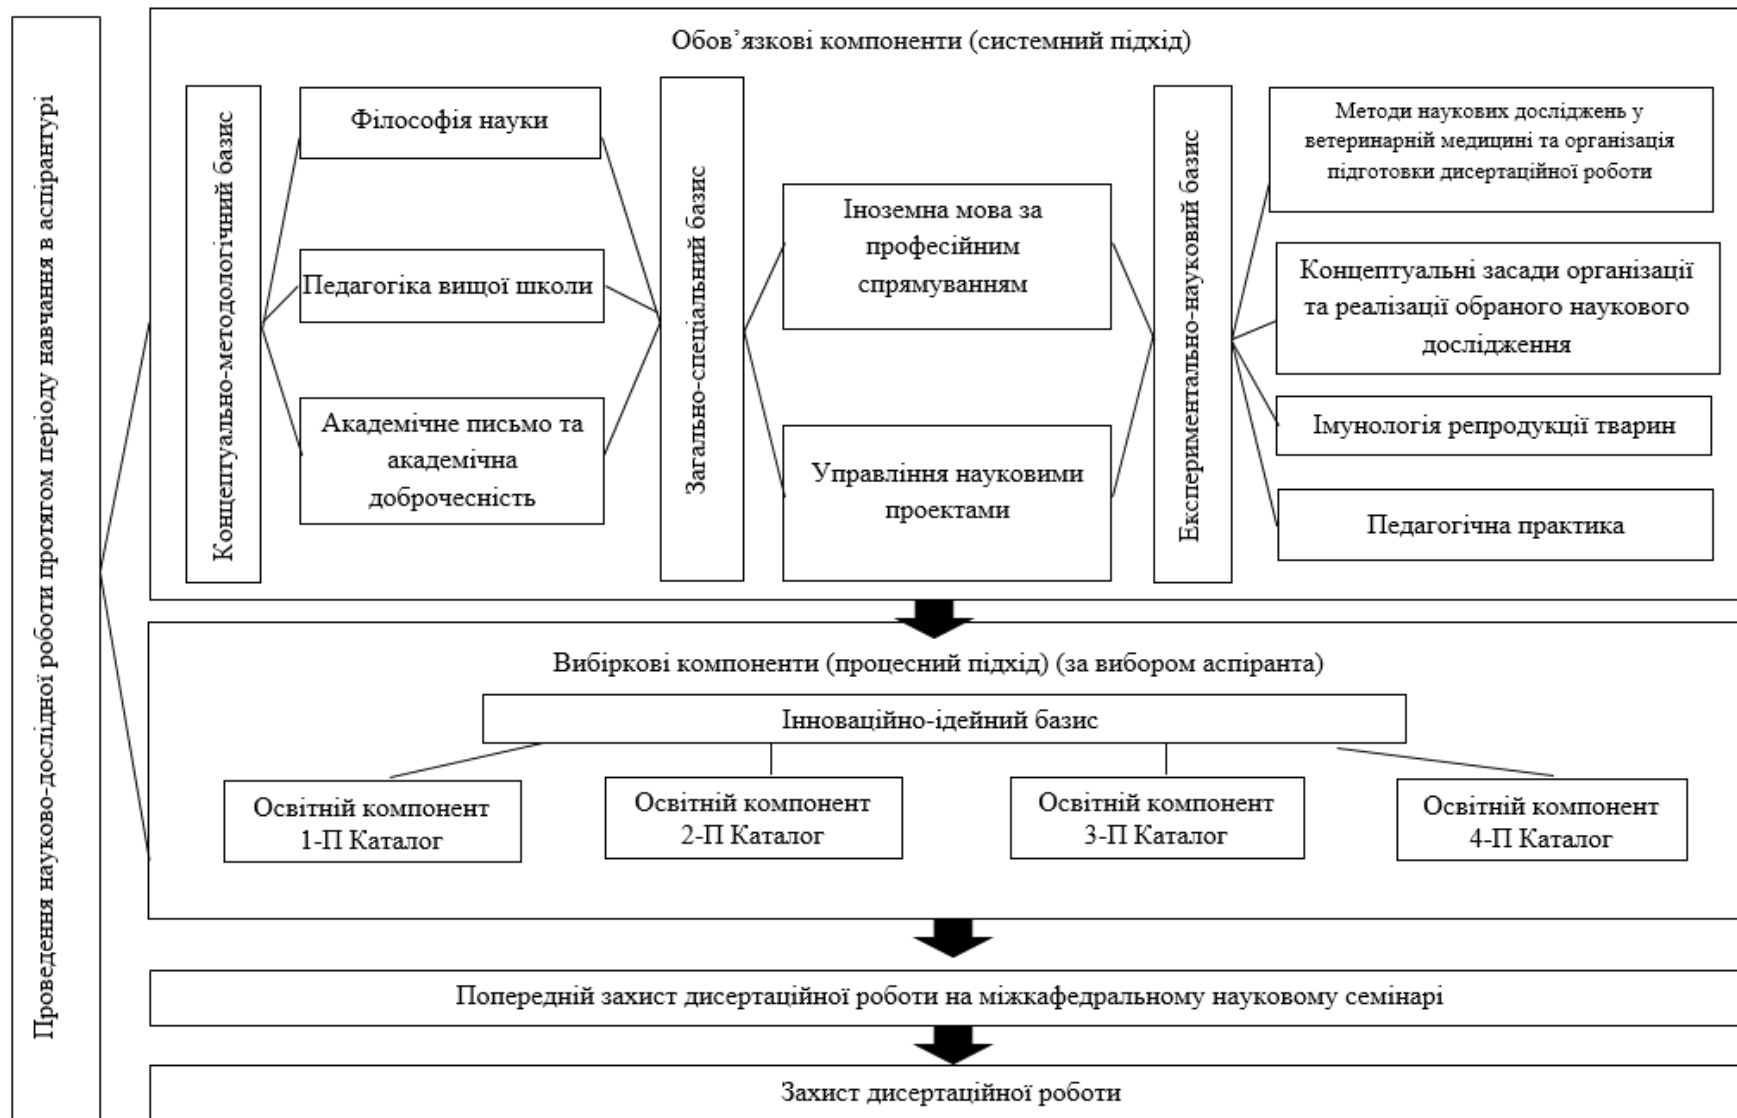 Проведення науково-дослідної роботи протягом періоду навчання в аспірантурі
Обов’язкові компоненти (системний підхід)
Концептуально-методологічний базис
Філософія науки
Педагогіка вищої школи
Академічне письмо та
академічна
доброчесність
Загально-спеціальний базис
Іноземна мова за
професійним
спрямуванням
Управління науковими
проектами
Експериментально-науковий базис
Методи наукових досліджень у
ветеринарній медицині та організація
підготовки дисертаційної роботи
Концептуальні засади організації
та реалізації обраного наукового
дослідження
Імунологія репродукції тварин
Педагогічна практика
Вибіркові компоненти (процесний підхід) (за вибором аспіранта)
Інноваційно-ідейний базис
Освітній компонент
1-П Каталог
Освітній компонент
2-П Каталог
Освітній компонент
3-П Каталог
Освітній компонент
4-П Каталог
Попередній захист дисертаційної роботи на міжкафедральному науковому семінарі
Захист дисертаційної роботи